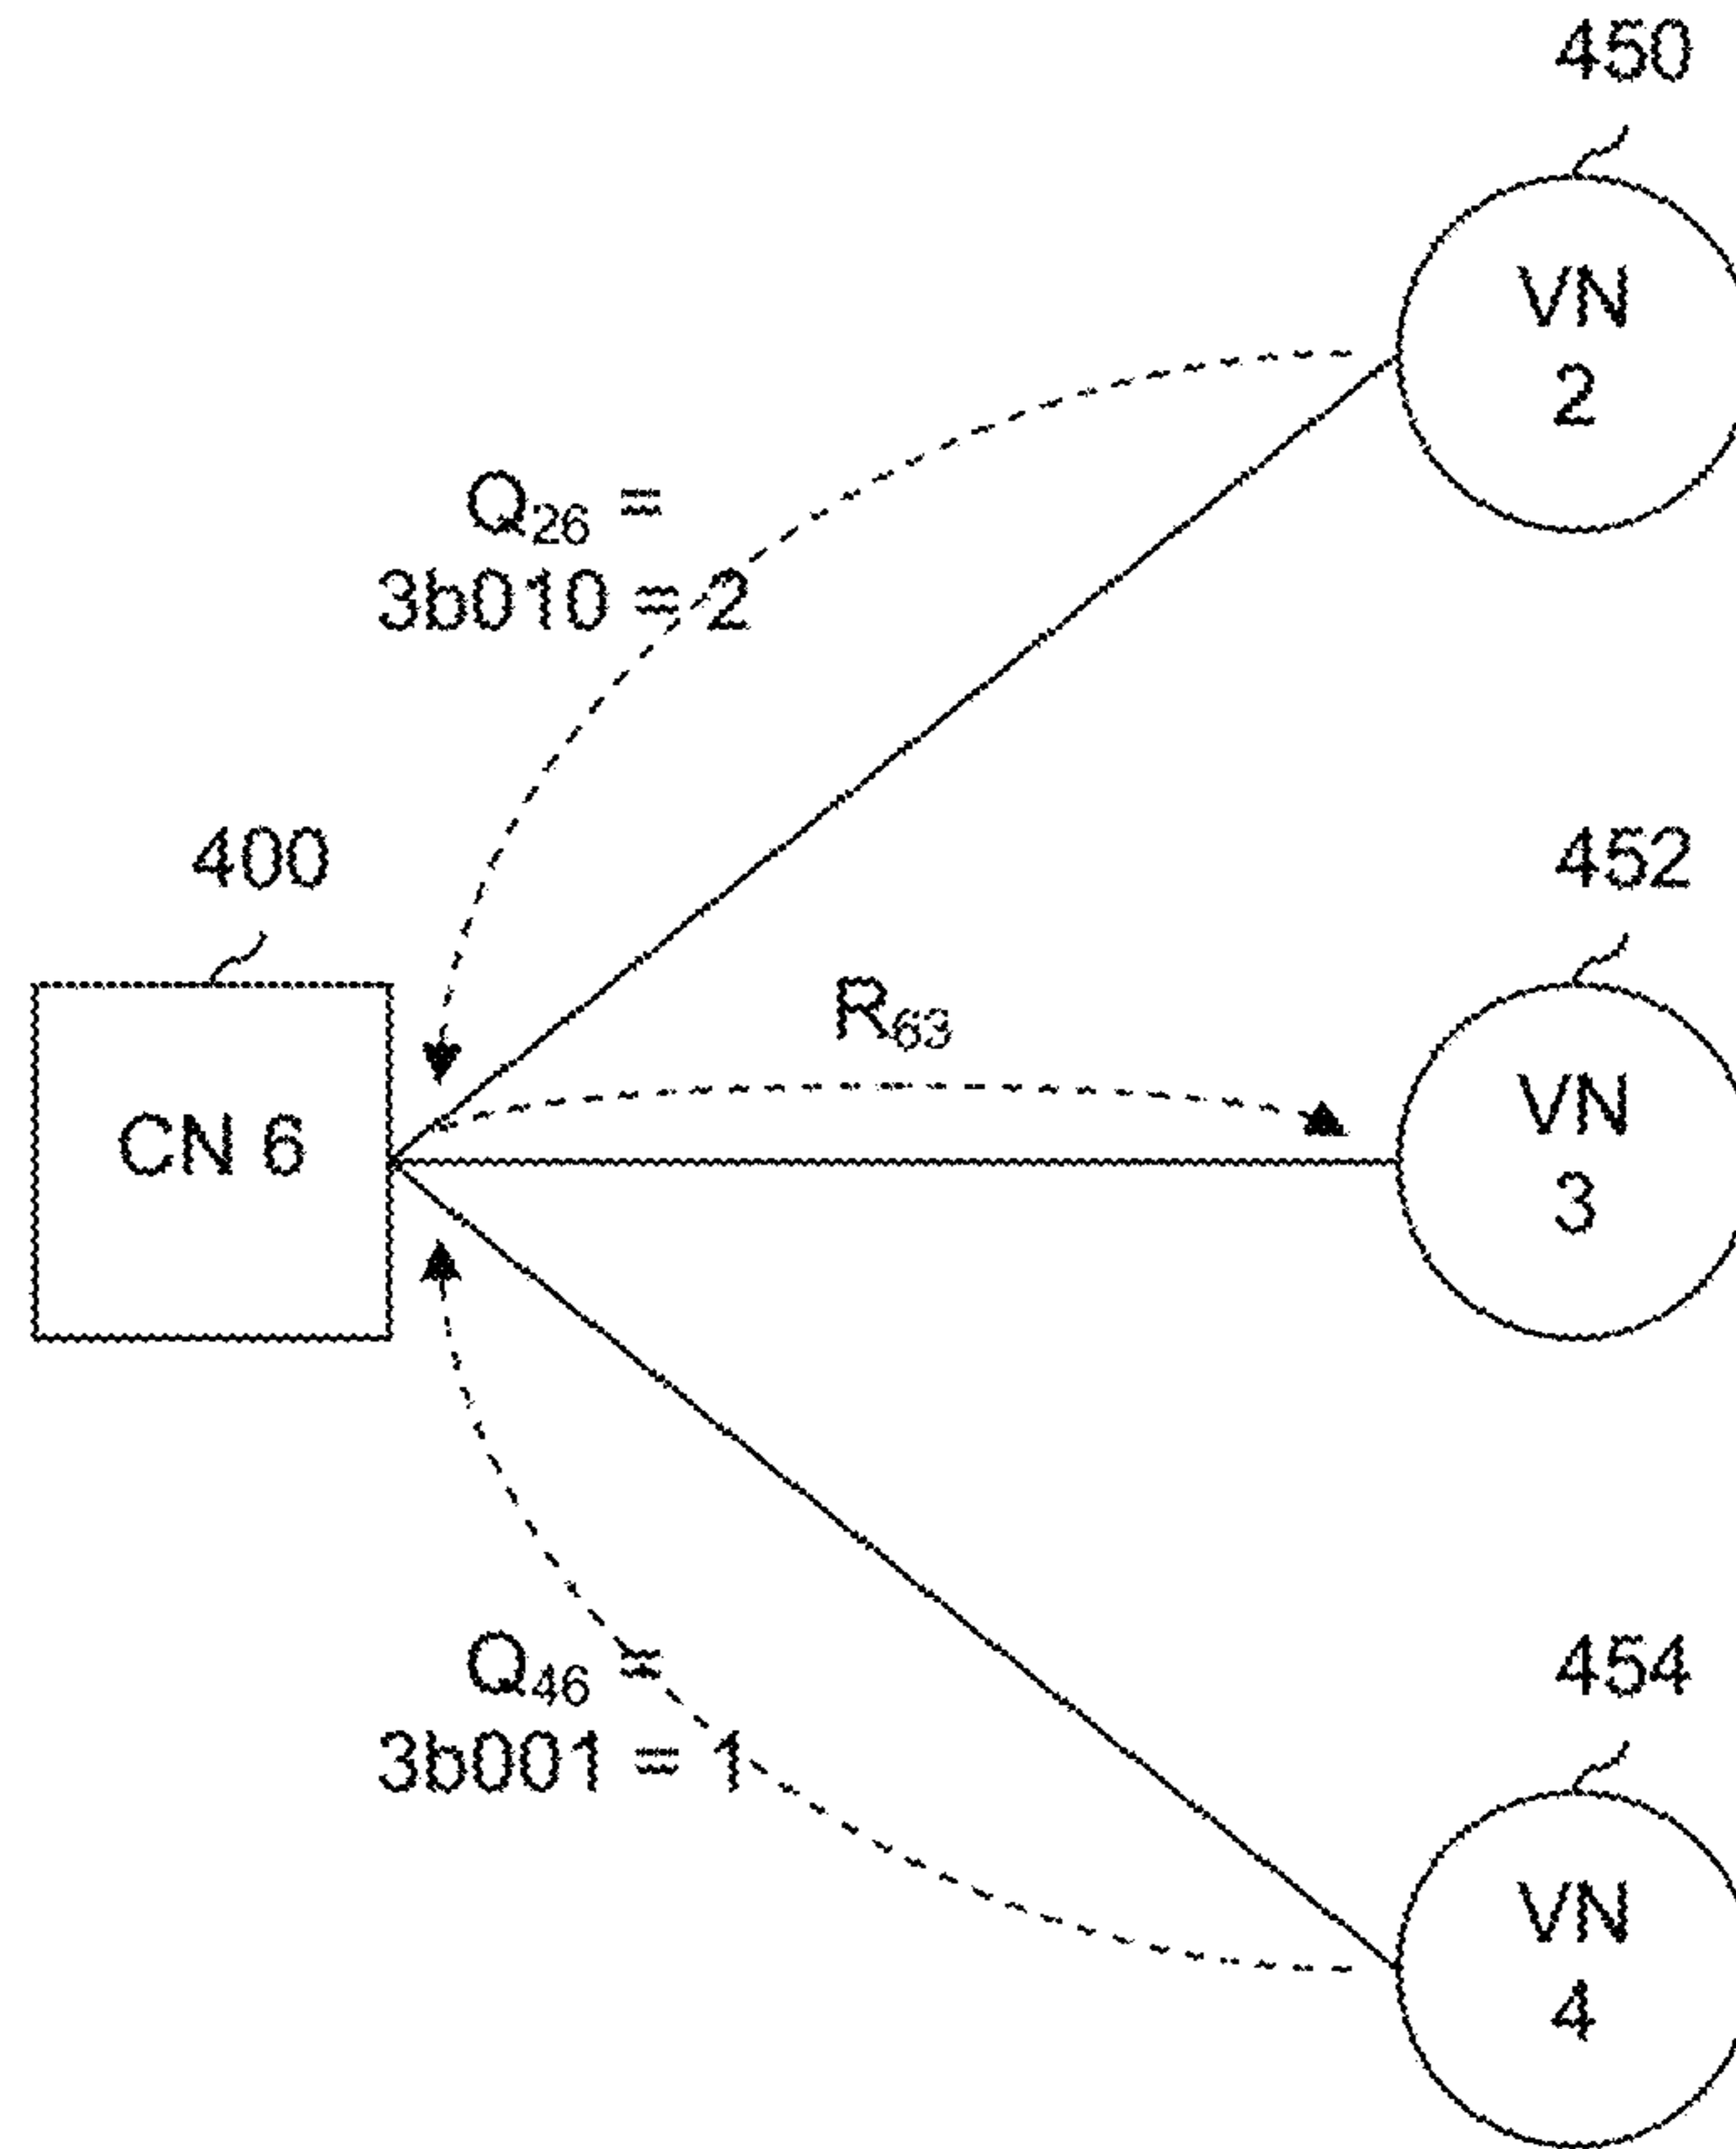 450
VN
2
Q26 =
3b010 = 2
400
452
R63
CN 6
VN
3
Q46 =
3b001 = 1
454
VN
4